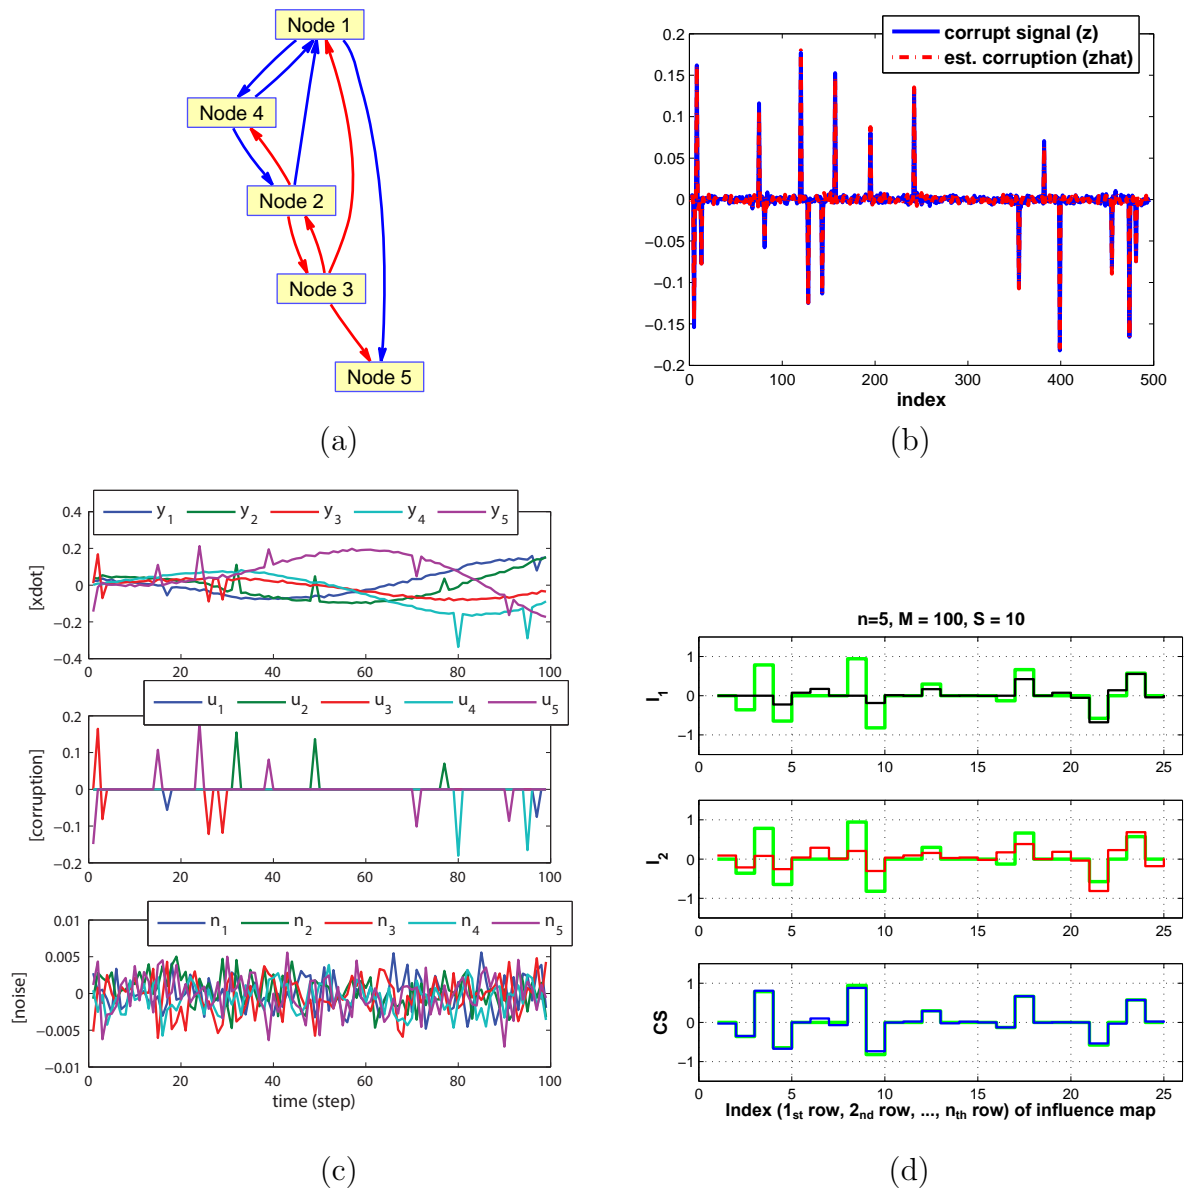 Node 1
Node 4
Node 2
Node 3
Node 5
(a)
corrupt signal (z)
est. corruption (zhat)
0.2
0.15
0.1
0.05
0
−0.05
−0.1
−0.15
−0.2
0 100 200 300 400 500
index
(b)
y1 y2 y3 y4 y5
[xdot]
0.4
0.2
0
−0.2
−0.4
0 20 40 60 80 100
u1 u2 u3 u4 u5
[corruption]
0.2
0.1
0
−0.1
−0.2
0 20 40 60 80 100
n1 n2 n3 n4 n5
[noise]
0.01
0.005
0
−0.005
−0.01
0 20 40 60 80 100
time (step)
(c)
n=5, M = 100, S = 10
I1
1
0
−1
0 5 10 15 20 25
I2
1
0
−1
0 5 10 15 20 25
CS
1
0
−1
0 5 10 15 20 25
Index (1st row, 2nd row, ..., nth row) of influence map
(d)